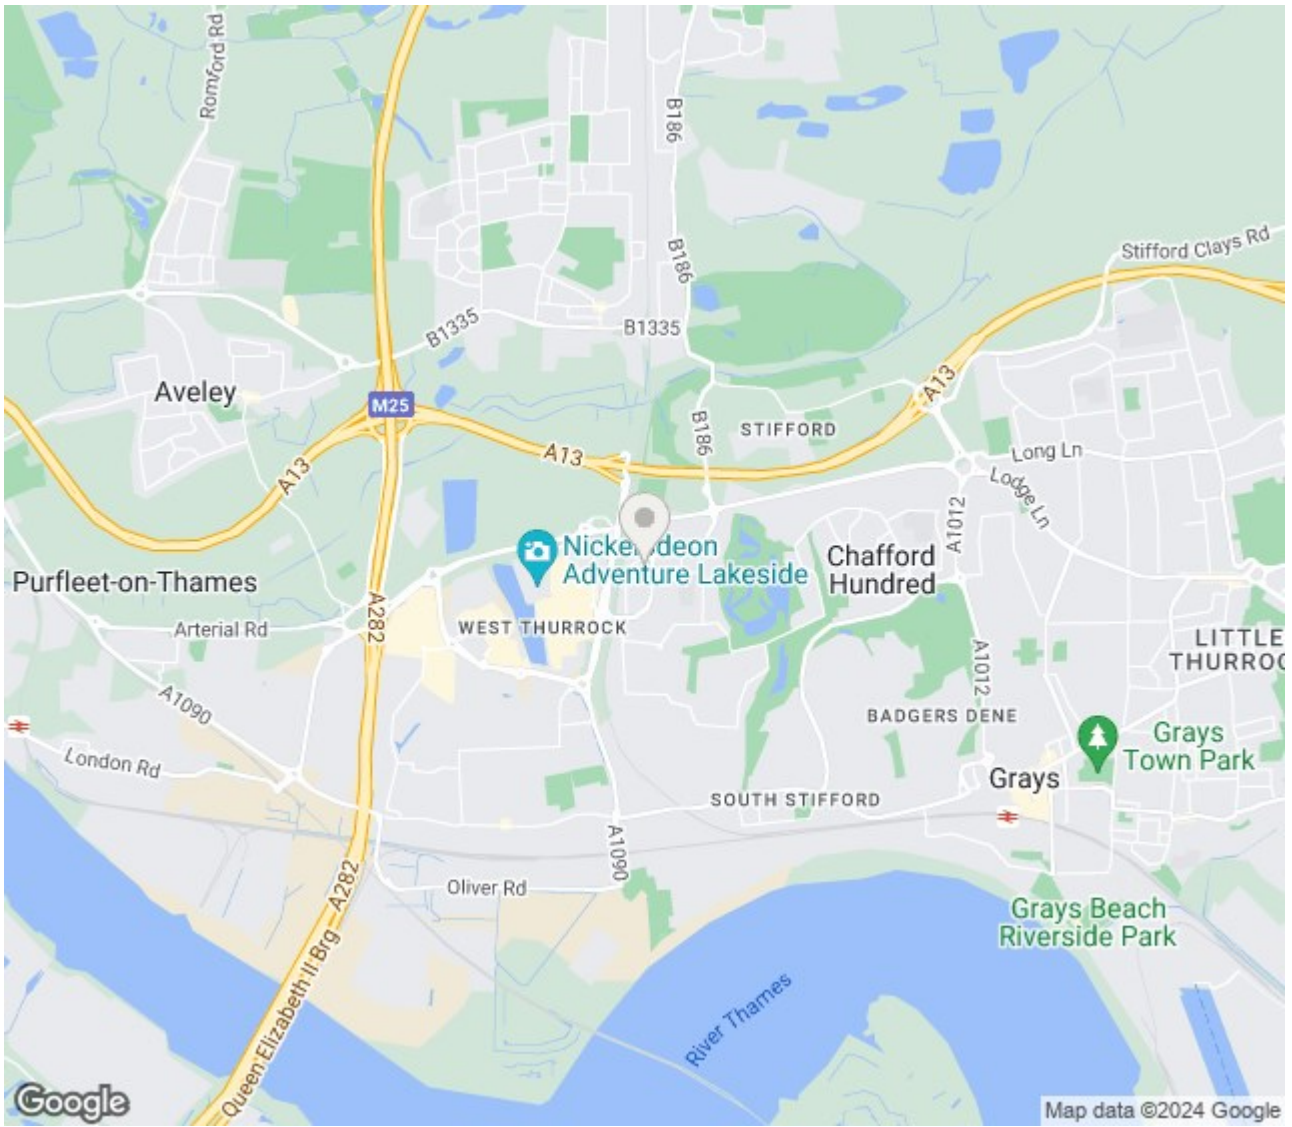 Romford Rd
B186
B186
Stifford Clays Rd
B1335
B1335
Aveley
M25
A13
B186
STIFFORD
A13
A13
Long Ln
Lodge Ln
A1012
Nickelodeon
Adventure Lakeside
Chafford
Hundred
Purfleet-on-Thames
A282
Arterial Rd
WEST THURROCK
LITTLE
THURROC
A1012
A1090
BADGERS DENE
London Rd
Grays
Town Park
Grays
SOUTH STIFFORD
A1090
A282
Oliver Rd
Grays Beach
Riverside Park
Queen Elizabeth II Brg
River Thames
Google
Map data ©2024 Google